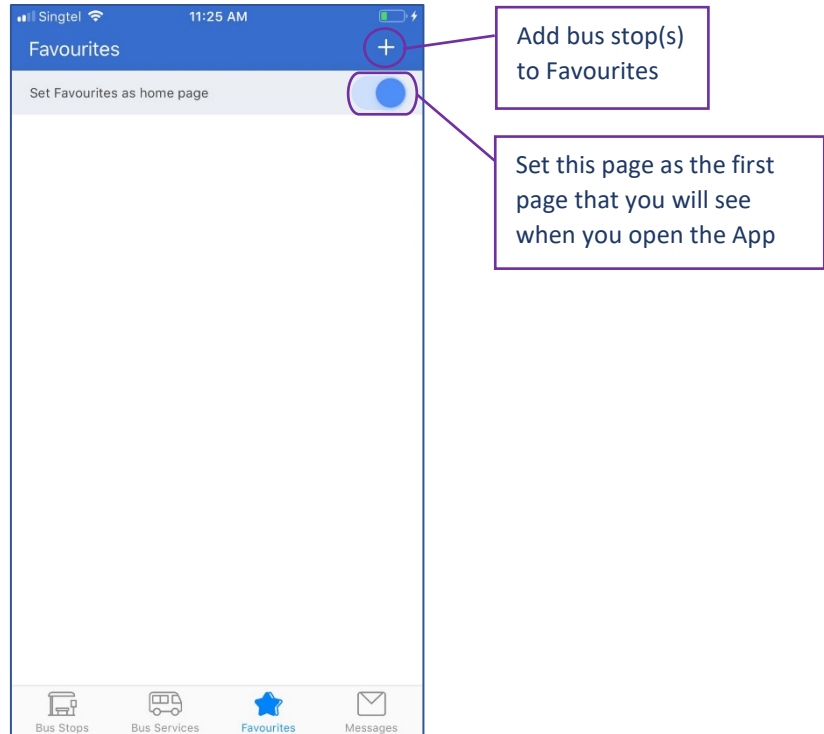 Singtel 11:25 AM
Favourites +
Set Favourites as home page
Add bus stop(s)
to Favourites
Set this page as the first
page that you will see
when you open the App
Bus Stops Bus Services Favourites Messages